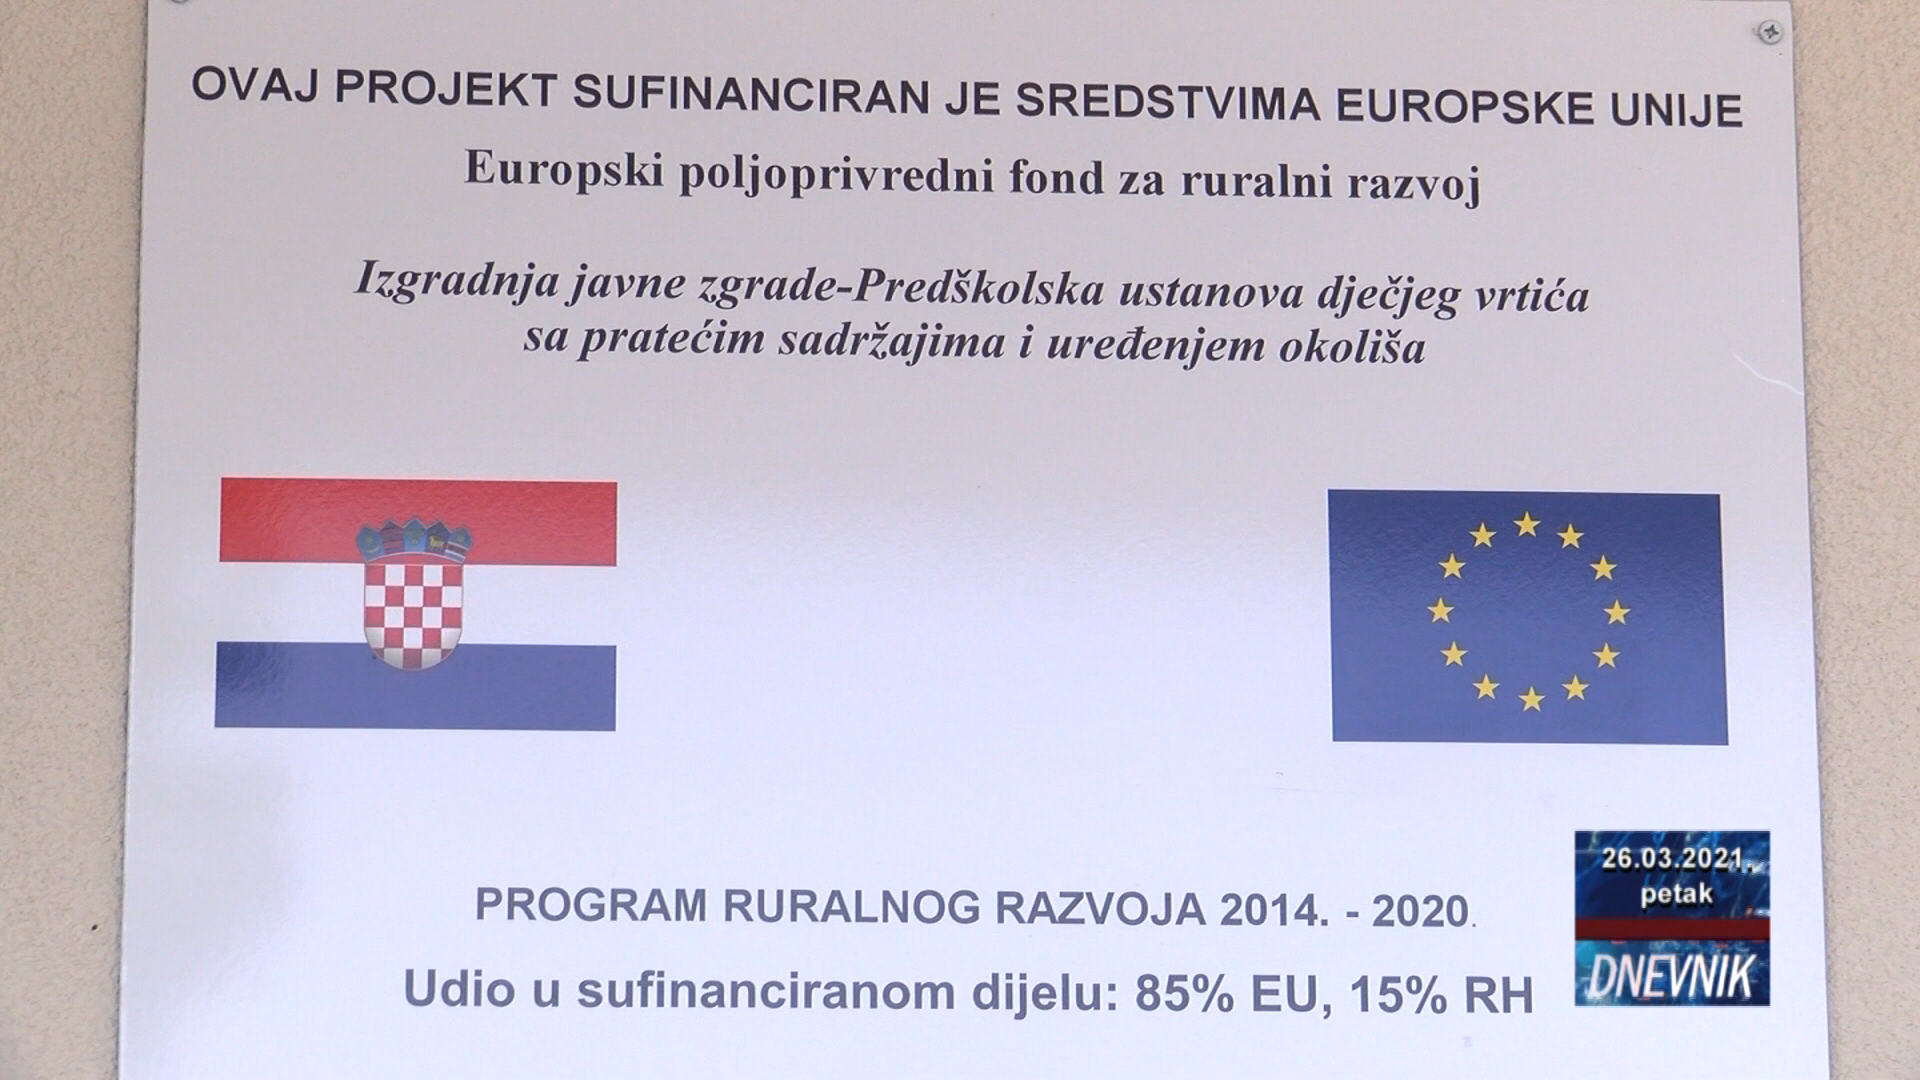 OVAJ PROJEKT SUFINANCIRAN JE SREDSTVIMA EUROPSKE UNIJE
Europski poljoprivredni fond za ruralni razvoj
Izgradnja javne zgrade-Predškolska ustanova dječjeg vrtića
sa pratećim sadržajima i uređenjem okoliša
PROGRAM RURALNOG RAZVOJA 2014. - 2020.
Udio u sufinanciranom dijelu: 85% EU, 15% RH
26.03.2021.
petak
DNEVNIK